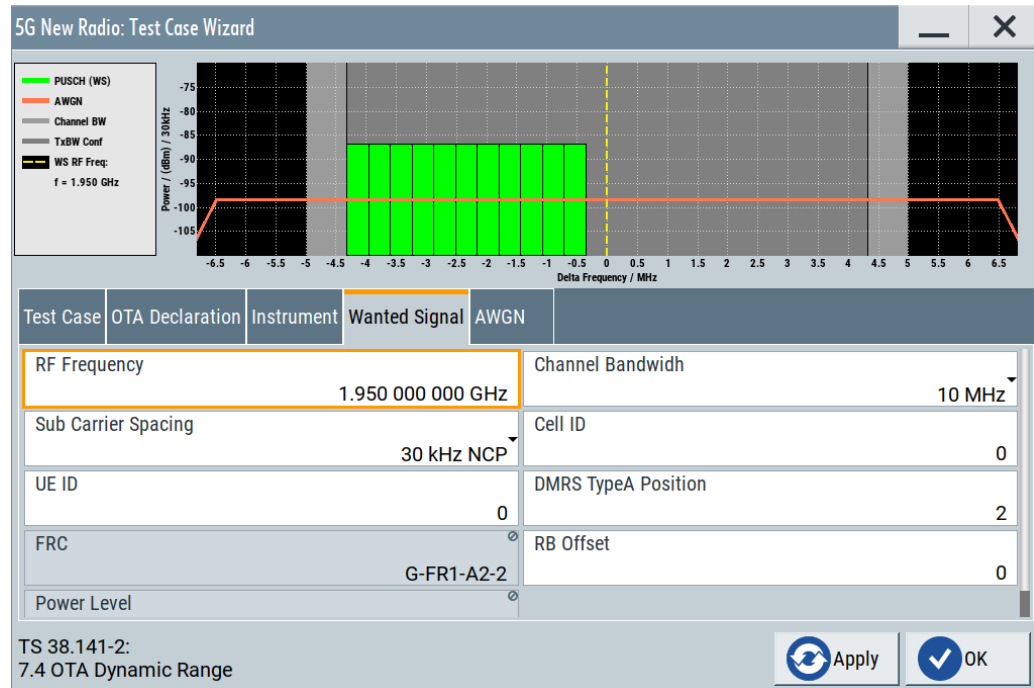 5G New Radio: Test Case Wizard
PUSCH (WS)
AWGN
Channel BW
TxBW Conf
WS RF Freq:
f = 1.950 GHz
Power / (dBm) / 30kHz
-75
-80
-85
-90
-95
-100
-105
-6.5 -6 -5.5 -5 -4.5 -4 -3.5 -3 -2.5 -2 -1.5 -1 -0.5 0 0.5 1 1.5 2 2.5 3 3.5 4 4.5 5 5.5 6 6.5
Delta Frequency / MHz
Test Case OTA Declaration Instrument Wanted Signal AWGN
RF Frequency
1.950 000 000 GHz
Channel Bandwidh
10 MHz
Sub Carrier Spacing
30 kHz NCP
Cell ID
0
UE ID
0
DMRS TypeA Position
2
FRC
G-FR1-A2-2
RB Offset
0
Power Level
TS 38.141-2:
7.4 OTA Dynamic Range
Apply
OK